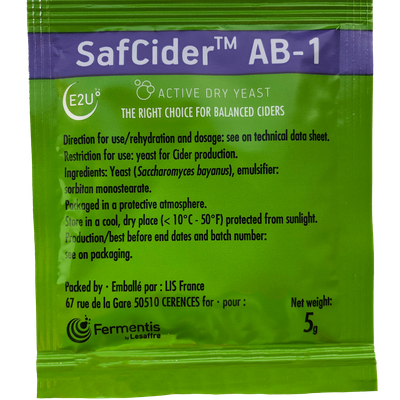 SafCider™ AB-1
E2U
ACTIVE DRY YEAST
THE RIGHT CHOICE FOR BALANCED CIDERS
Direction for use/rehydration and dosage: see on technical data sheet.
Restriction for use: yeast for Cider production.
Ingredients: Yeast (Saccharomyces bayanus), emulsifier:
sorbitan monostearate.
Packaged in a protective atmosphere.
Store in a cool, dry place (< 10°C - 50°F) protected from sunlight.
Production/best before end dates and batch number:
see on packaging.
Packed by · Emballé par : LIS France
67 rue de la Gare 50510 CERENCES for · pour :
Net weight:
5g
Fermentis
by Lesaffre